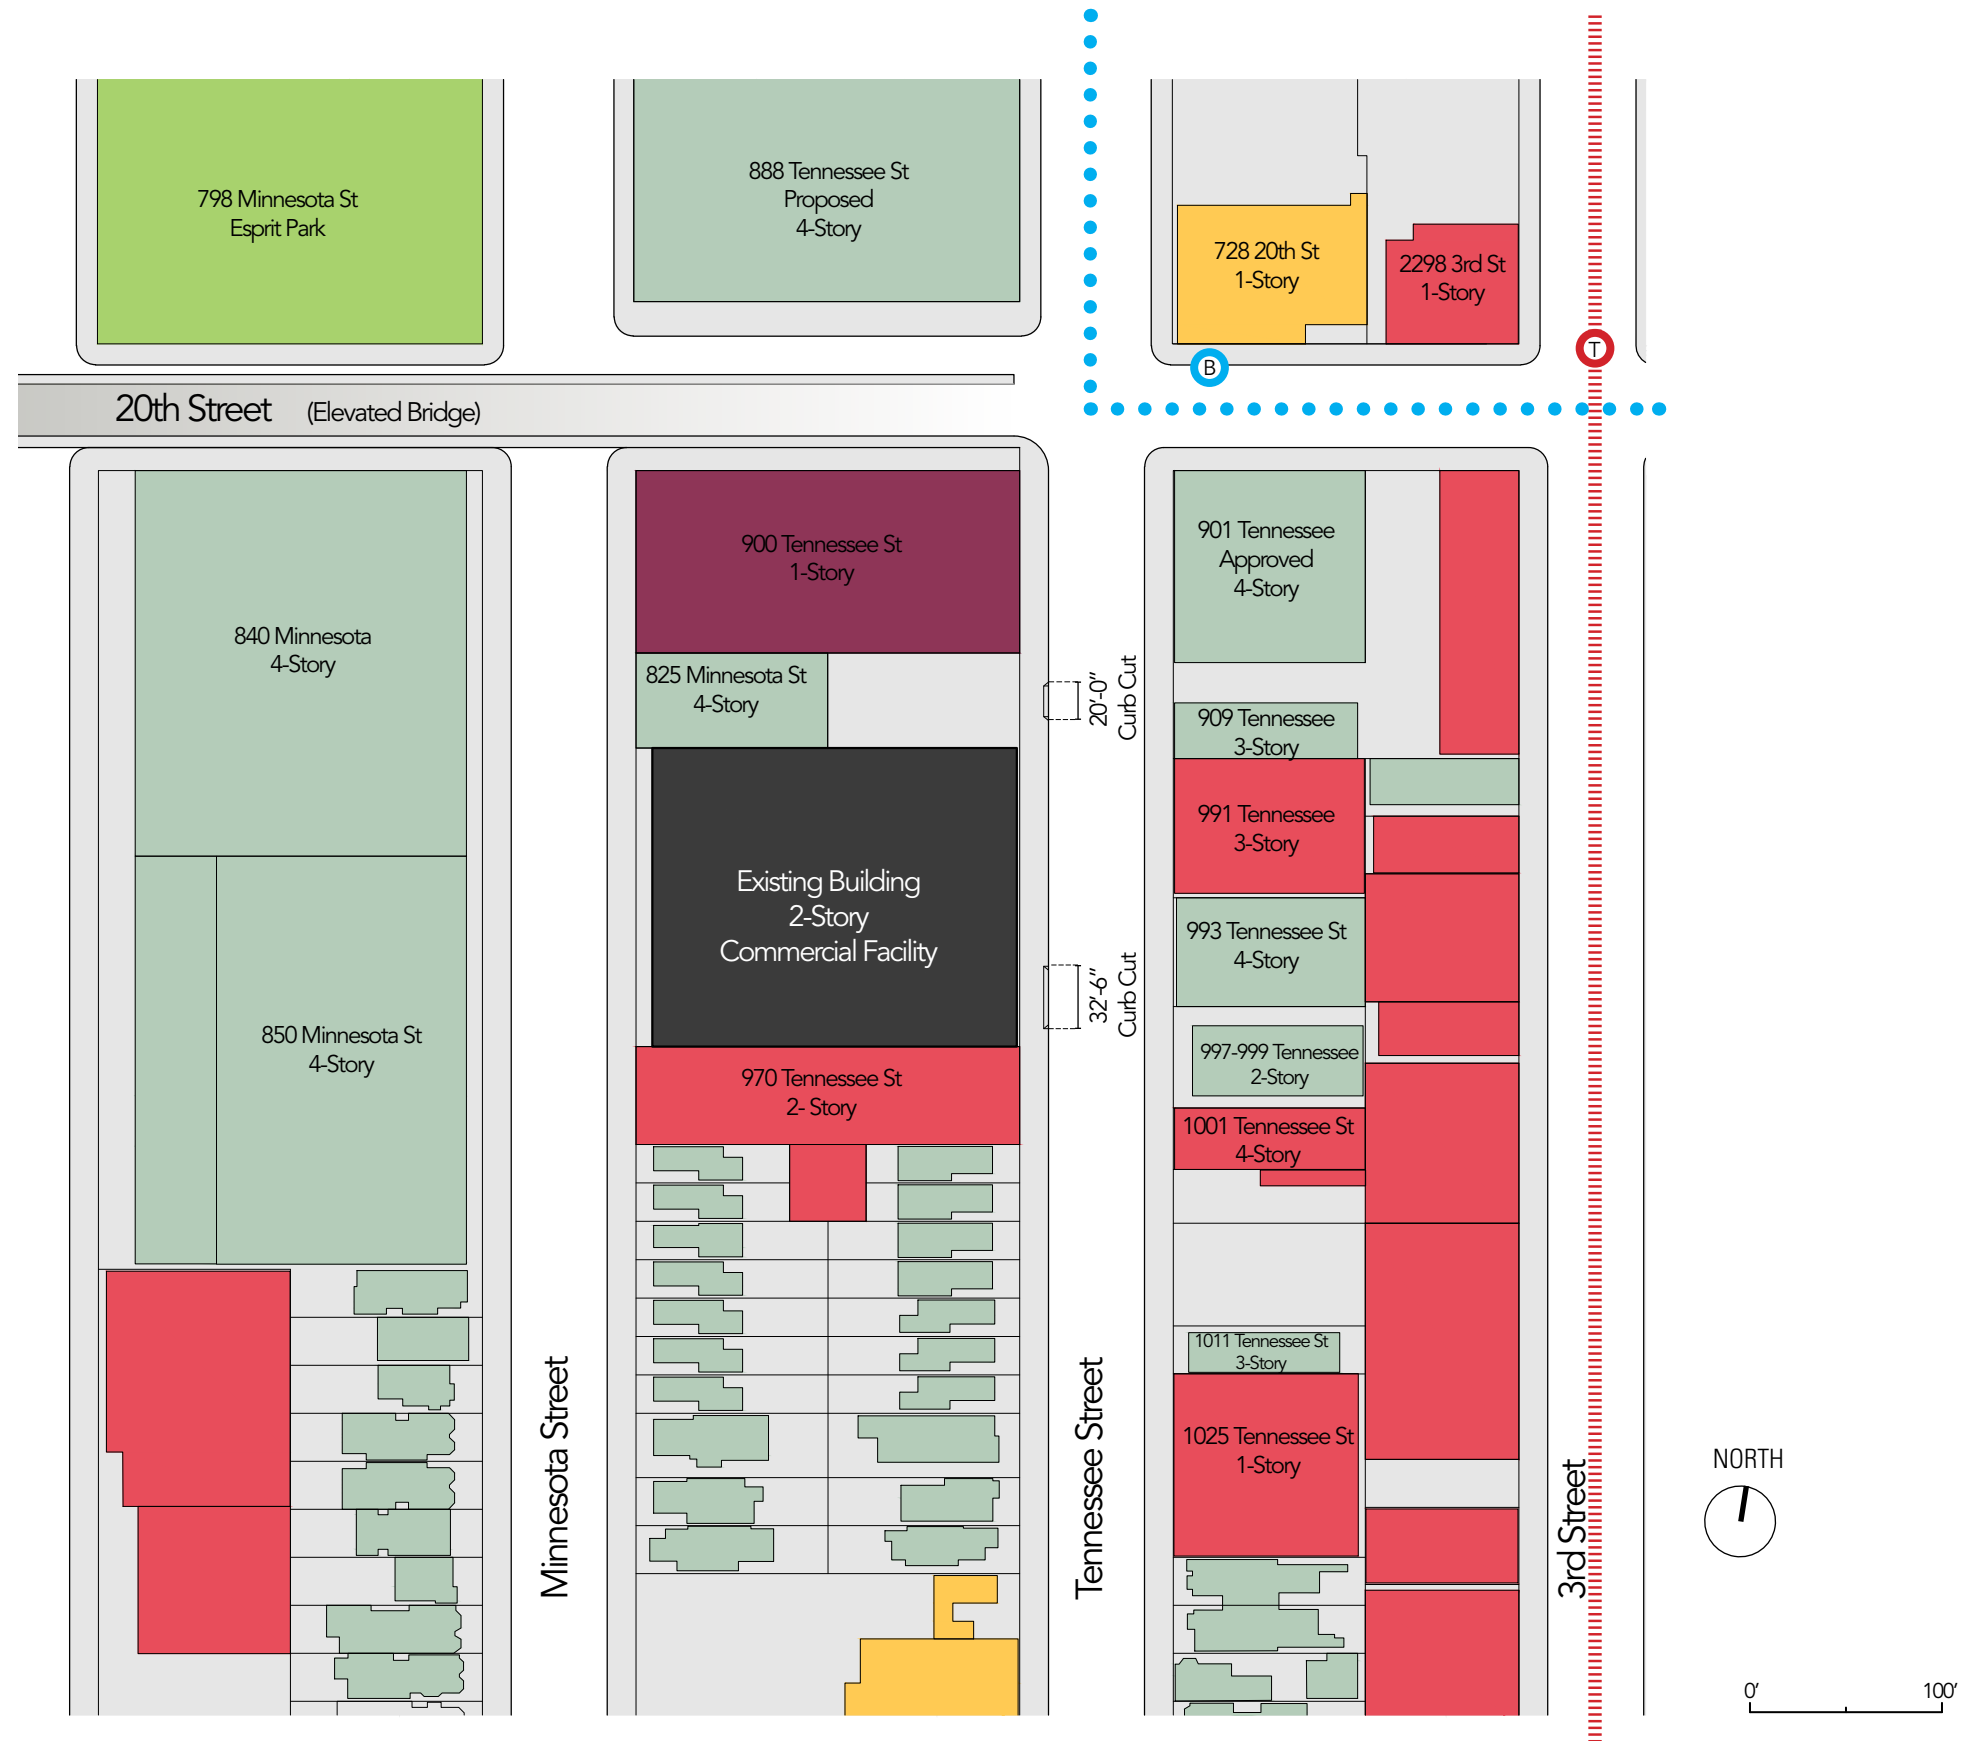 798 Minnesota St
Esprit Park
888 Tennessee St
Proposed
4-Story
728 20th St
1-Story
2298 3rd St
1-Story
T
B
20th Street (Elevated Bridge)
840 Minnesota
4-Story
850 Minnesota St
4-Story
900 Tennessee St
1-Story
825 Minnesota St
4-Story
Existing Building
2-Story
Commercial Facility
970 Tennessee St
2- Story
20'-0"
Curb Cut
32'-6"
Curb Cut
901 Tennessee
Approved
4-Story
909 Tennessee
3-Story
991 Tennessee
3-Story
993 Tennessee St
4-Story
997-999 Tennessee
2-Story
1001 Tennessee St
4-Story
1011 Tennessee St
3-Story
1025 Tennessee St
1-Story
Minnesota Street
Tennessee Street
3rd Street
NORTH
0' 100'